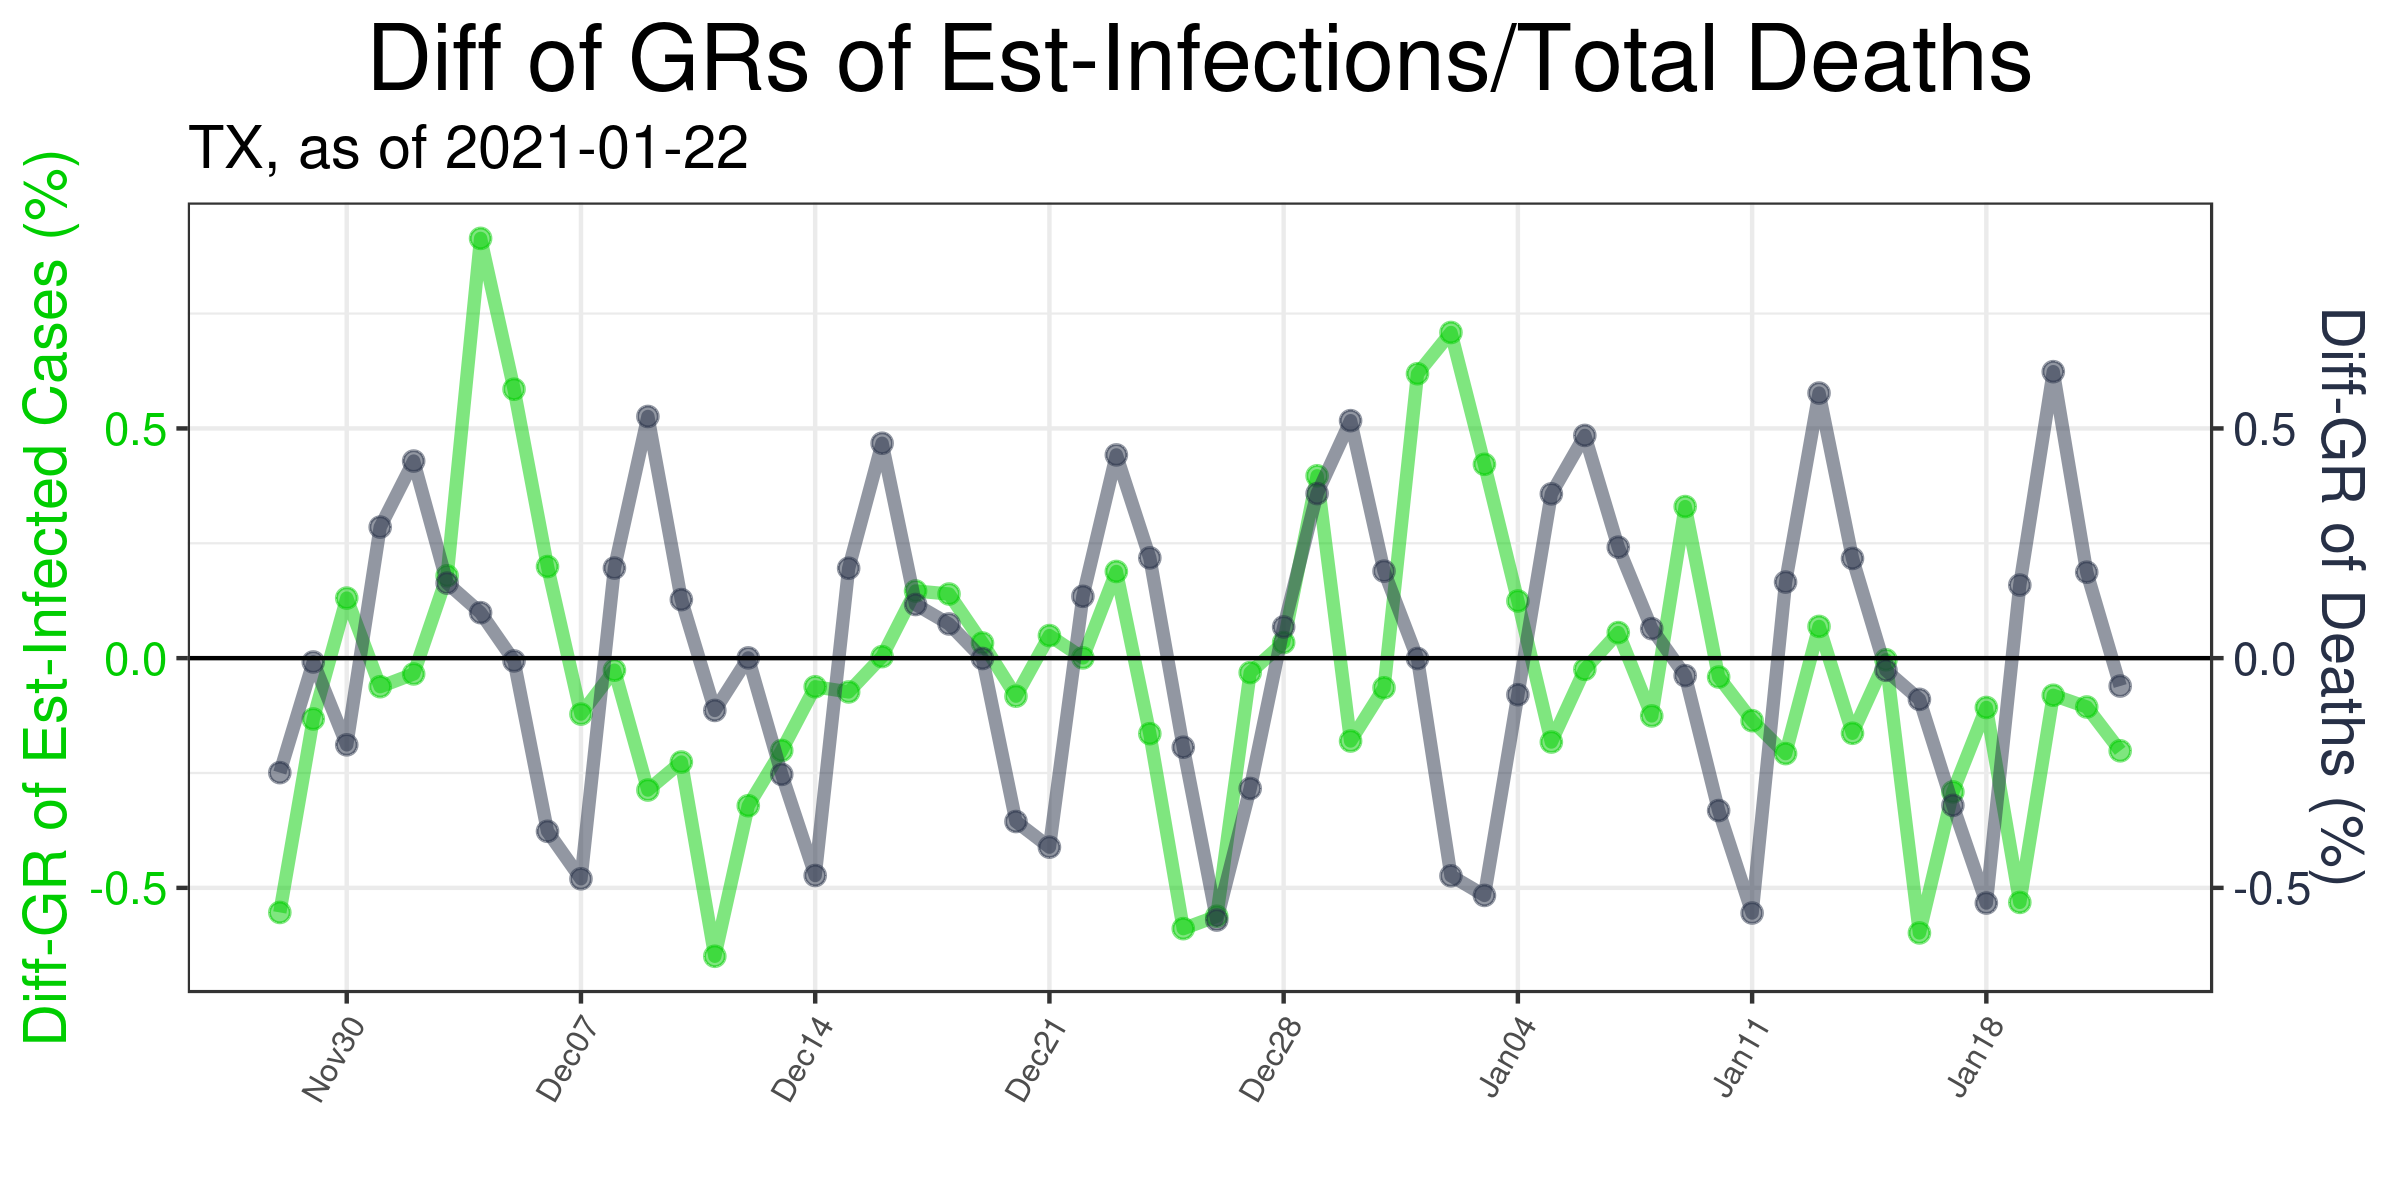 Diff of GRs of Est-Infections/Total Deaths
TX, as of 2021-01-22
Diff-GR of Est-Infected Cases (%)
0.5
0.0
-0.5
0.5
0.0
-0.5
Diff-GR of Deaths (%)
Nov30
Dec07
Dec14
Dec21
Dec28
Jan04
Jan11
Jan18